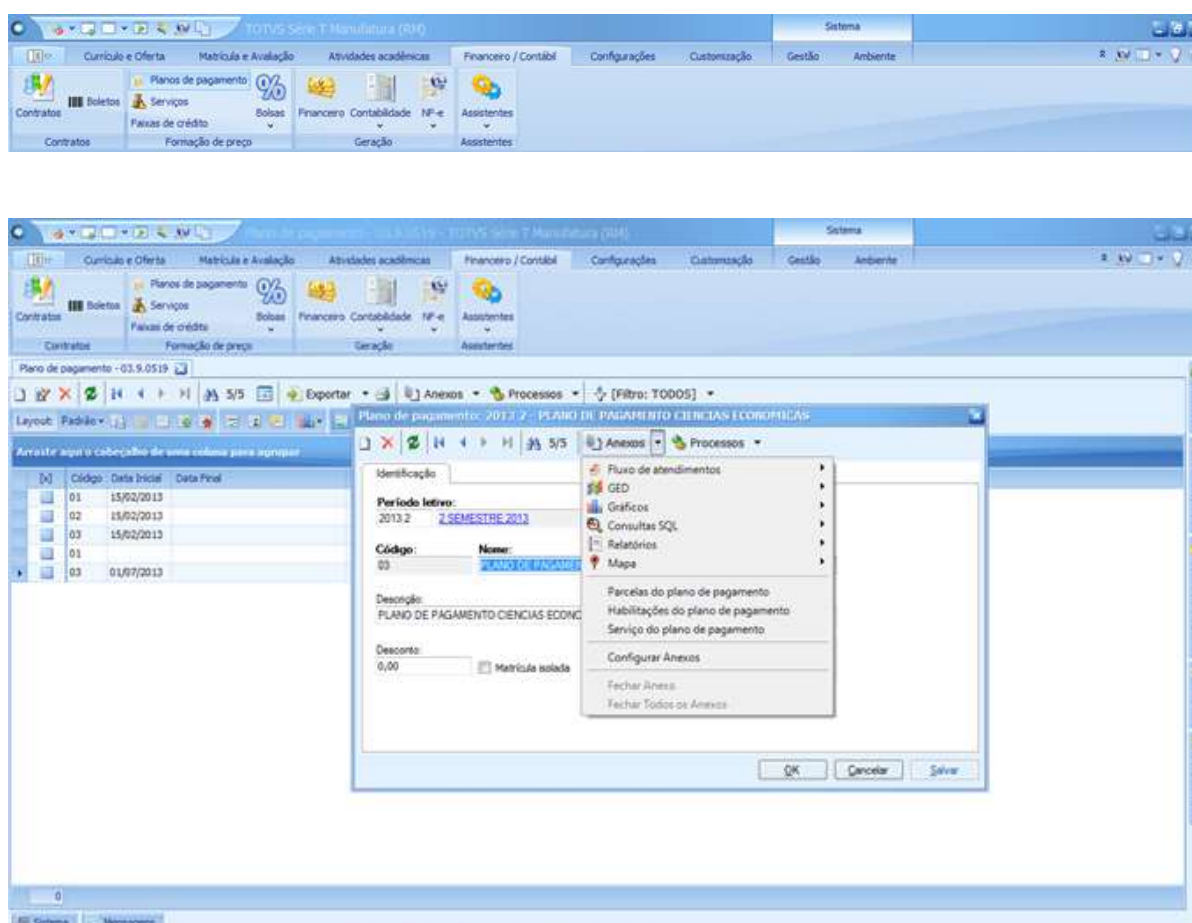 TOTVS Série T Manufatura (RM)
Sistema
Currículo e Oferta Matrícula e Avaliação Atividades acadêmicas Financeiro / Contábil Configurações Customização Gestão Ambiente
Contratos
Boletos
Planos de pagamento
Serviços
Faixas de crédito
Bolsas Financeiro Contabilidade NF-e Assistentes
Contratos Formação de preço Geração Assistentes
TOTVS Série T Manufatura (RM)
Sistema
Currículo e Oferta Matrícula e Avaliação Atividades acadêmicas Financeiro / Contábil Configurações Customização Gestão Ambiente
Contratos
Boletos
Planos de pagamento
Serviços
Faixas de crédito
Bolsas Financeiro Contabilidade NF-e Assistentes
Contratos Formação de preço Geração Assistentes
Plano de pagamento - 03.9.0519
5/5 Exportar Anexos Processos [Filtro: TODOS]
Layout: Padrão
Arraste aqui o cabeçalho de uma coluna para agrupar
[x] Código Data Inicial Data Final
01 15/02/2013
02 15/02/2013
03 15/02/2013
01
03 01/07/2013
Plano de pagamento: 2013 2 - PLANO DE PAGAMENTO CIENCIAS ECONOMICAS
5/5 Anexos Processos
Identificação
Período letivo:
2013 2 2 SEMESTRE 2013
Código: Nome:
03 PLANO DE PAGAMEN
Descrição:
PLANO DE PAGAMENTO CIENCIAS ECONC
Desconto:
0,00 Matrícula isolada
Fluxo de atendimentos
GED
Gráficos
Consultas SQL
Relatórios
Mapa
Parcelas do plano de pagamento
Habilitações do plano de pagamento
Serviço do plano de pagamento
Configurar Anexos
Fechar Anexo
Fechar Todos os Anexos
OK Cancelar Salvar
0
Sistema Mensagens